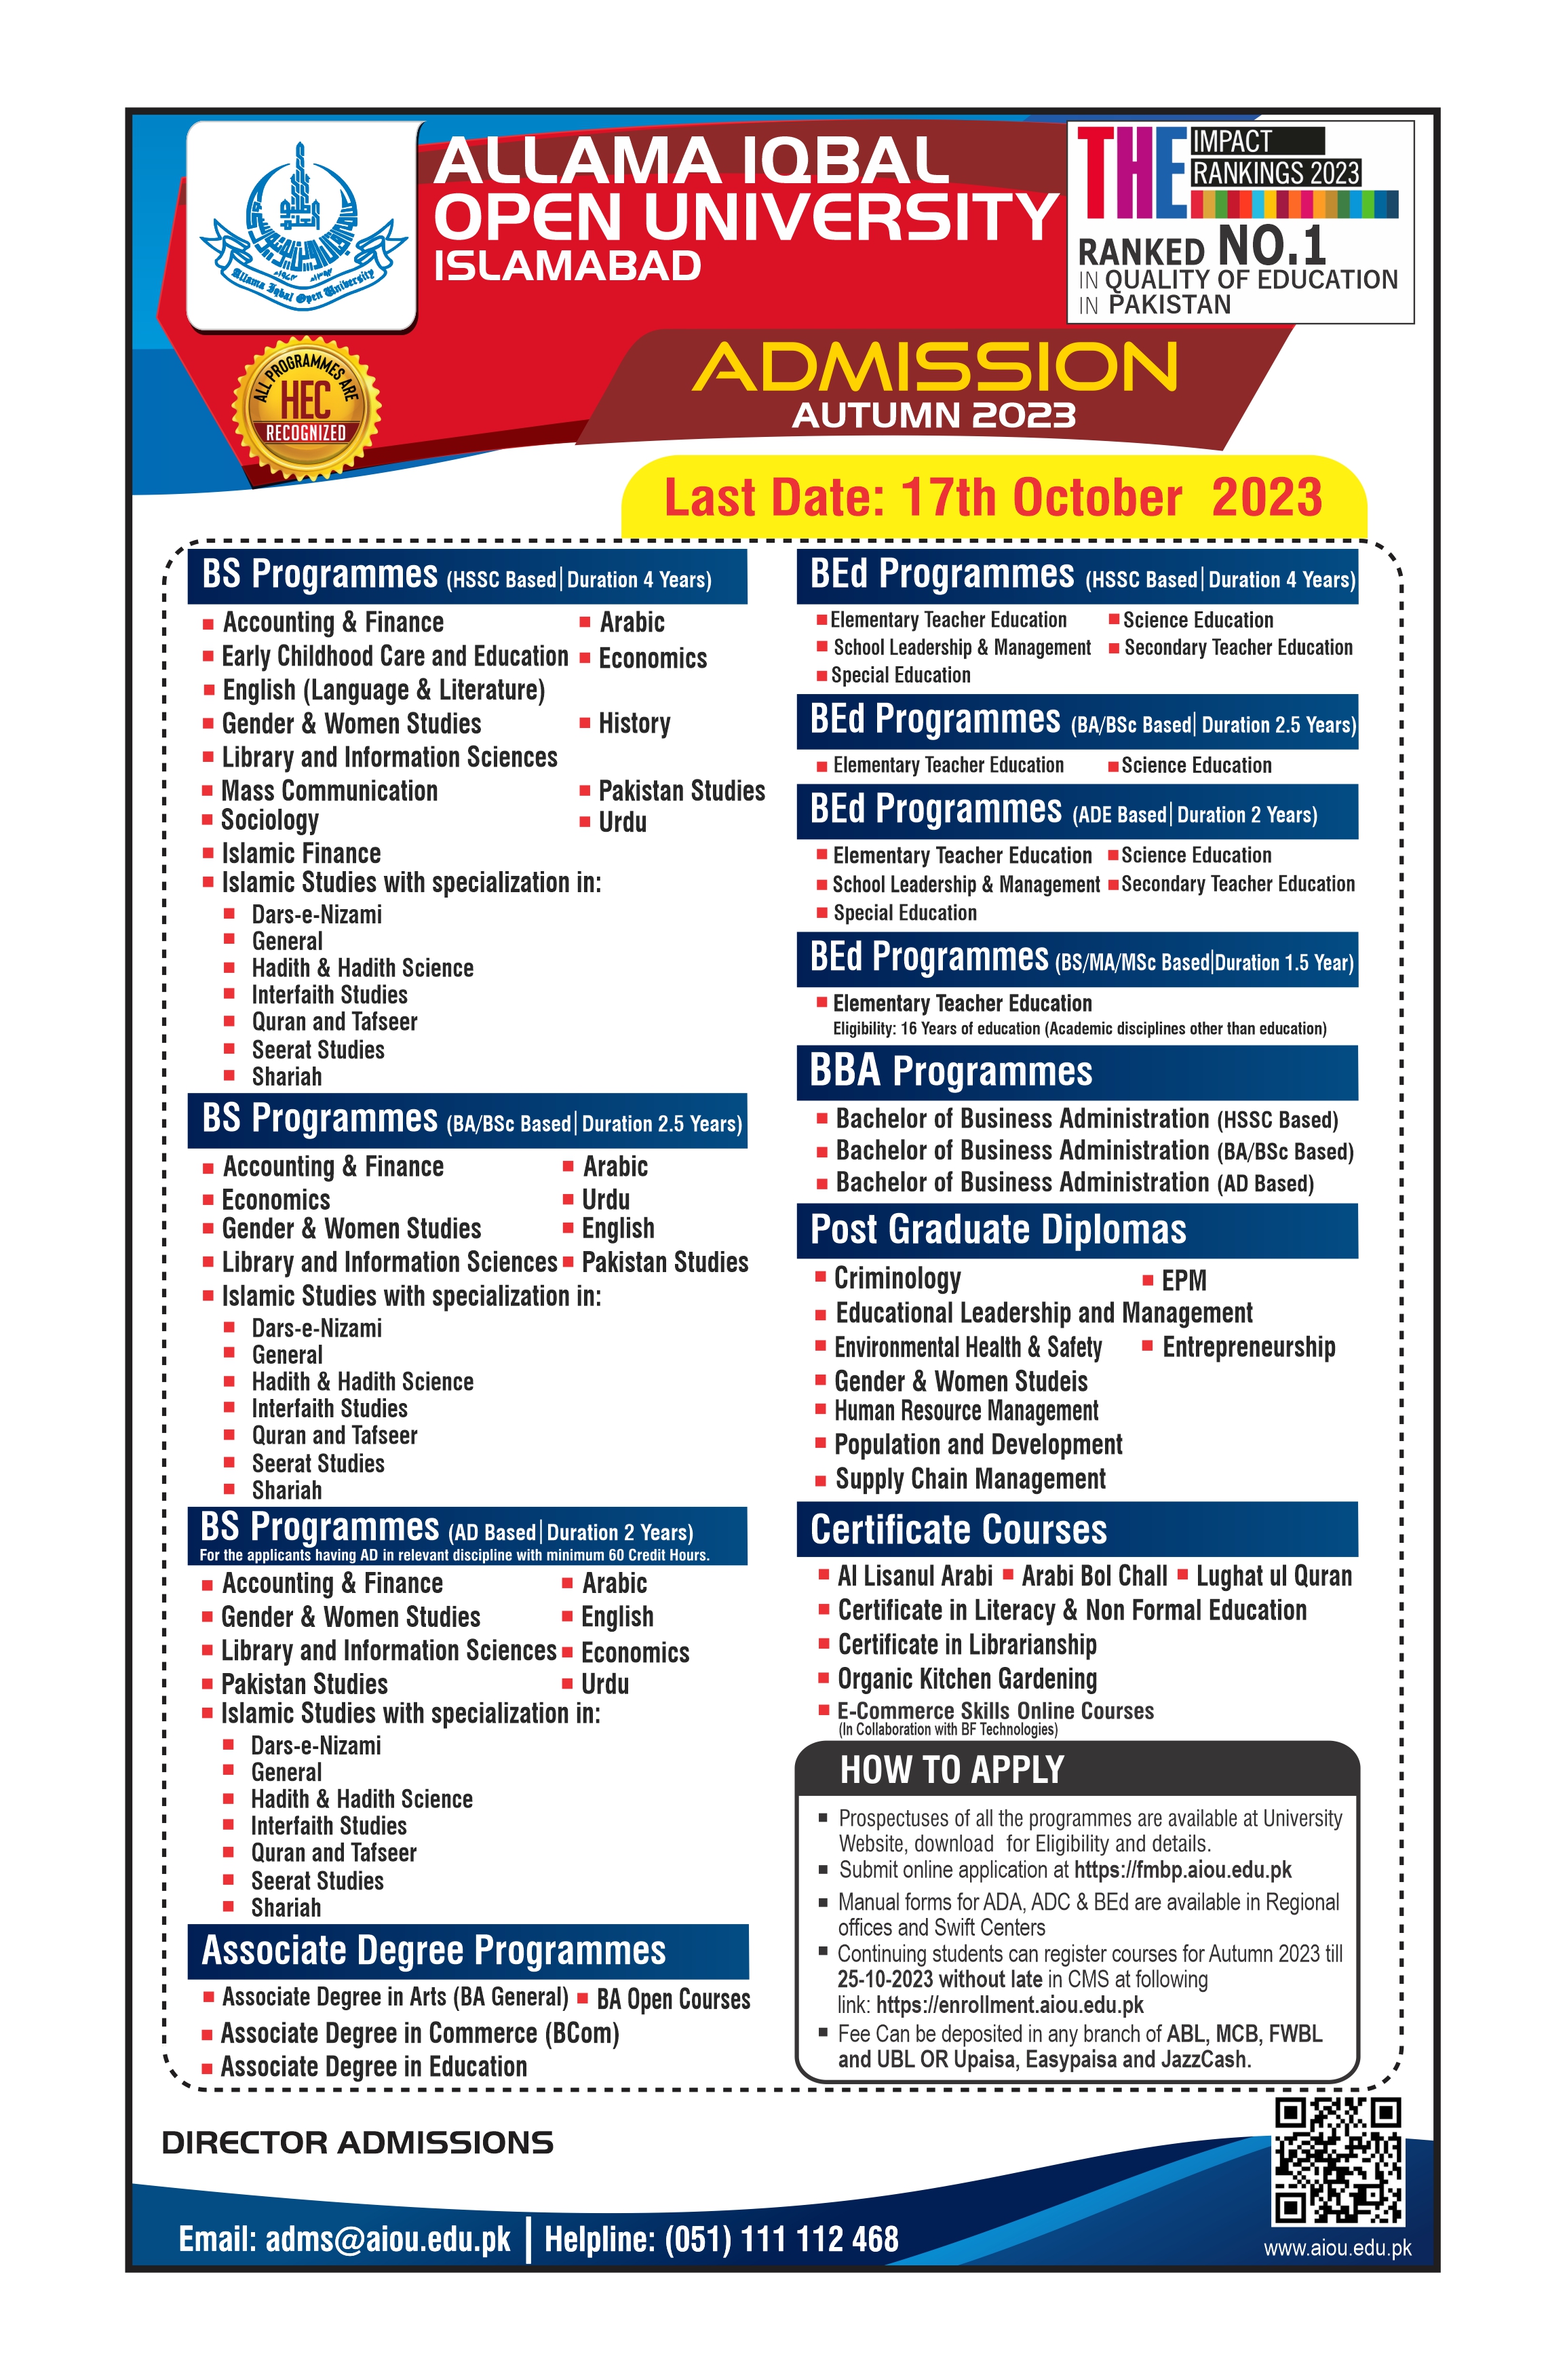 ALLAMA IQBAL
OPEN UNIVERSITY
ISLAMABAD
Allama Iqbal Open University
THE IMPACT
RANKINGS 2023
RANKED NO.1
IN QUALITY OF EDUCATION
IN PAKISTAN
ALL PROGRAMMES ARE
HEC
RECOGNIZED
ADMISSION
AUTUMN 2023
Last Date: 17th October 2023
BS Programmes (HSSC Based|Duration 4 Years)
Accounting & Finance
Arabic
Early Childhood Care and Education
Economics
English (Language & Literature)
Gender & Women Studies
History
Library and Information Sciences
Mass Communication
Pakistan Studies
Sociology
Urdu
Islamic Finance
Islamic Studies with specialization in:
Dars-e-Nizami
General
Hadith & Hadith Science
Interfaith Studies
Quran and Tafseer
Seerat Studies
Shariah
BS Programmes (BA/BSc Based|Duration 2.5 Years)
Accounting & Finance
Arabic
Economics
Urdu
Gender & Women Studies
English
Library and Information Sciences
Pakistan Studies
Islamic Studies with specialization in:
Dars-e-Nizami
General
Hadith & Hadith Science
Interfaith Studies
Quran and Tafseer
Seerat Studies
Shariah
BS Programmes (AD Based|Duration 2 Years)
For the applicants having AD in relevant discipline with minimum 60 Credit Hours.
Accounting & Finance
Arabic
Gender & Women Studies
English
Library and Information Sciences
Economics
Pakistan Studies
Urdu
Islamic Studies with specialization in:
Dars-e-Nizami
General
Hadith & Hadith Science
Interfaith Studies
Quran and Tafseer
Seerat Studies
Shariah
Associate Degree Programmes
Associate Degree in Arts (BA General)
BA Open Courses
Associate Degree in Commerce (BCom)
Associate Degree in Education
BEd Programmes (HSSC Based|Duration 4 Years)
Elementary Teacher Education
Science Education
School Leadership & Management
Secondary Teacher Education
Special Education
BEd Programmes (BA/BSc Based|Duration 2.5 Years)
Elementary Teacher Education
Science Education
BEd Programmes (ADE Based|Duration 2 Years)
Elementary Teacher Education
Science Education
School Leadership & Management
Secondary Teacher Education
Special Education
BEd Programmes (BS/MA/MSc Based|Duration 1.5 Year)
Elementary Teacher Education
Eligibility: 16 Years of education (Academic disciplines other than education)
BBA Programmes
Bachelor of Business Administration (HSSC Based)
Bachelor of Business Administration (BA/BSc Based)
Bachelor of Business Administration (AD Based)
Post Graduate Diplomas
Criminology
EPM
Educational Leadership and Management
Environmental Health & Safety
Entrepreneurship
Gender & Women Studeis
Human Resource Management
Population and Development
Supply Chain Management
Certificate Courses
Al Lisanul Arabi
Arabi Bol Chall
Lughat ul Quran
Certificate in Literacy & Non Formal Education
Certificate in Librarianship
Organic Kitchen Gardening
E-Commerce Skills Online Courses
(In Collaboration with BF Technologies)
HOW TO APPLY
Prospectuses of all the programmes are available at University
Website, download for Eligibility and details.
Submit online application at https://fmbp.aiou.edu.pk
Manual forms for ADA, ADC & BEd are available in Regional
offices and Swift Centers
Continuing students can register courses for Autumn 2023 till
25-10-2023 without late in CMS at following
link: https://enrollment.aiou.edu.pk
Fee Can be deposited in any branch of ABL, MCB, FWBL
and UBL OR Upaisa, Easypaisa and JazzCash.
DIRECTOR ADMISSIONS
Email: adms@aiou.edu.pk | Helpline: (051) 111 112 468
www.aiou.edu.pk